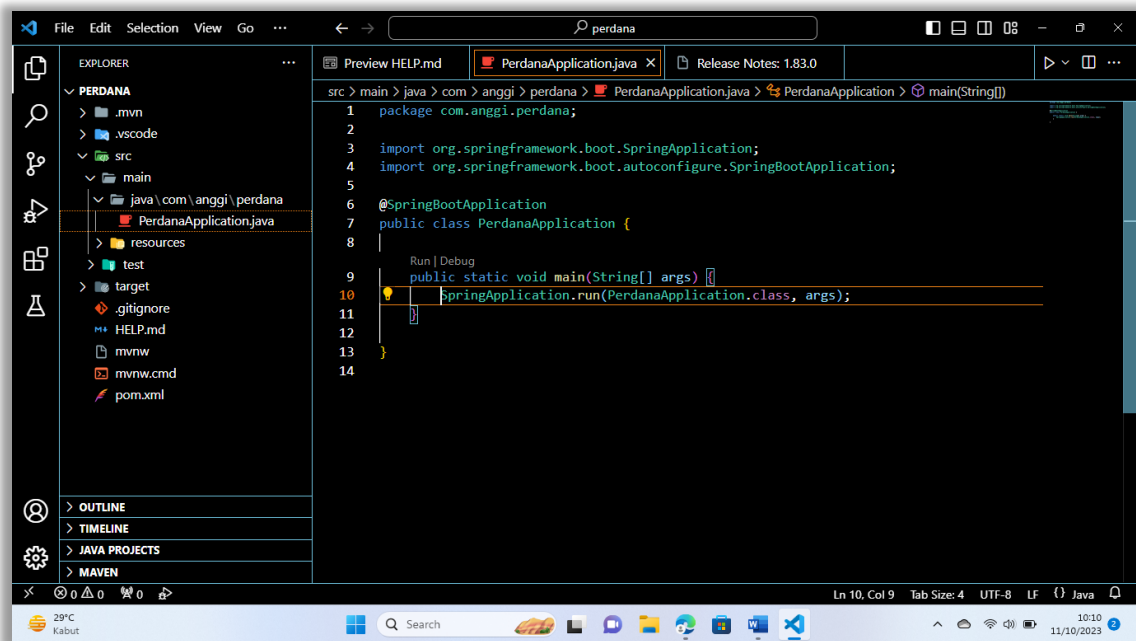 File Edit Selection View Go ···
perdana
EXPLORER
PERDANA
.mvn
.vscode
src
main
java\com\anggi\perdana
PerdanaApplication.java
resources
test
target
.gitignore
HELP.md
mvnw
mvnw.cmd
pom.xml
OUTLINE
TIMELINE
JAVA PROJECTS
MAVEN
Preview HELP.md PerdanaApplication.java Release Notes: 1.83.0
src > main > java > com > anggi > perdana > PerdanaApplication.java > PerdanaApplication > main(String[])
1 package com.anggi.perdana;
2
3 import org.springframework.boot.SpringApplication;
4 import org.springframework.boot.autoconfigure.SpringBootApplication;
5
6 @SpringBootApplication
7 public class PerdanaApplication {
8
Run | Debug
9 public static void main(String[] args) {
10 SpringApplication.run(PerdanaApplication.class, args);
11 }
12
13 }
14
0 0 0 Ln 10, Col 9 Tab Size: 4 UTF-8 LF {} Java
29°C
Kabut
Search
10:10
11/10/2023
2